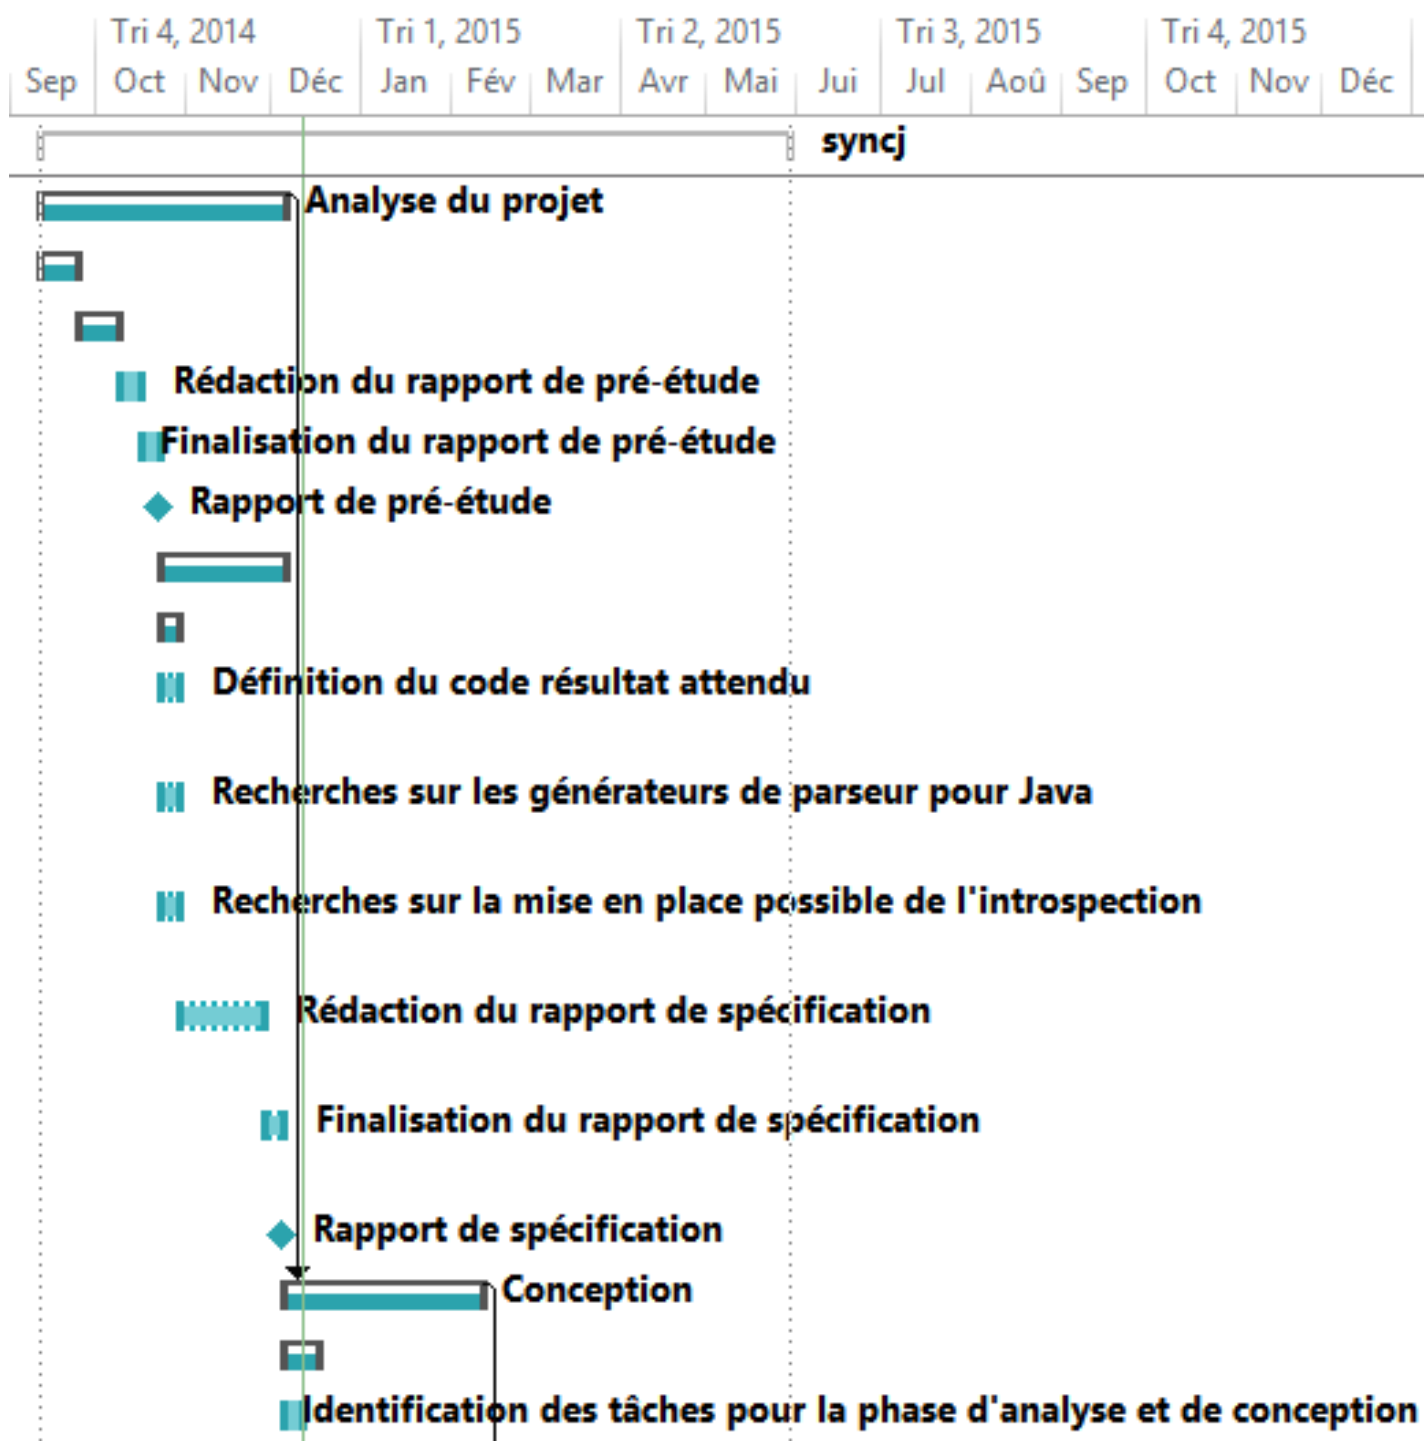 Tri 4, 2014 Tri 1, 2015 Tri 2, 2015 Tri 3, 2015 Tri 4, 2015
Sep Oct Nov Déc Jan Fév Mar Avr Mai Jui Jul Aoû Sep Oct Nov Déc
syncj
Analyse du projet
Rédaction du rapport de pré-étude
Finalisation du rapport de pré-étude
Rapport de pré-étude
Définition du code résultat attendu
Recherches sur les générateurs de parseur pour Java
Recherches sur la mise en place possible de l'introspection
Rédaction du rapport de spécification
Finalisation du rapport de spécification
Rapport de spécification
Conception
Identification des tâches pour la phase d'analyse et de conception